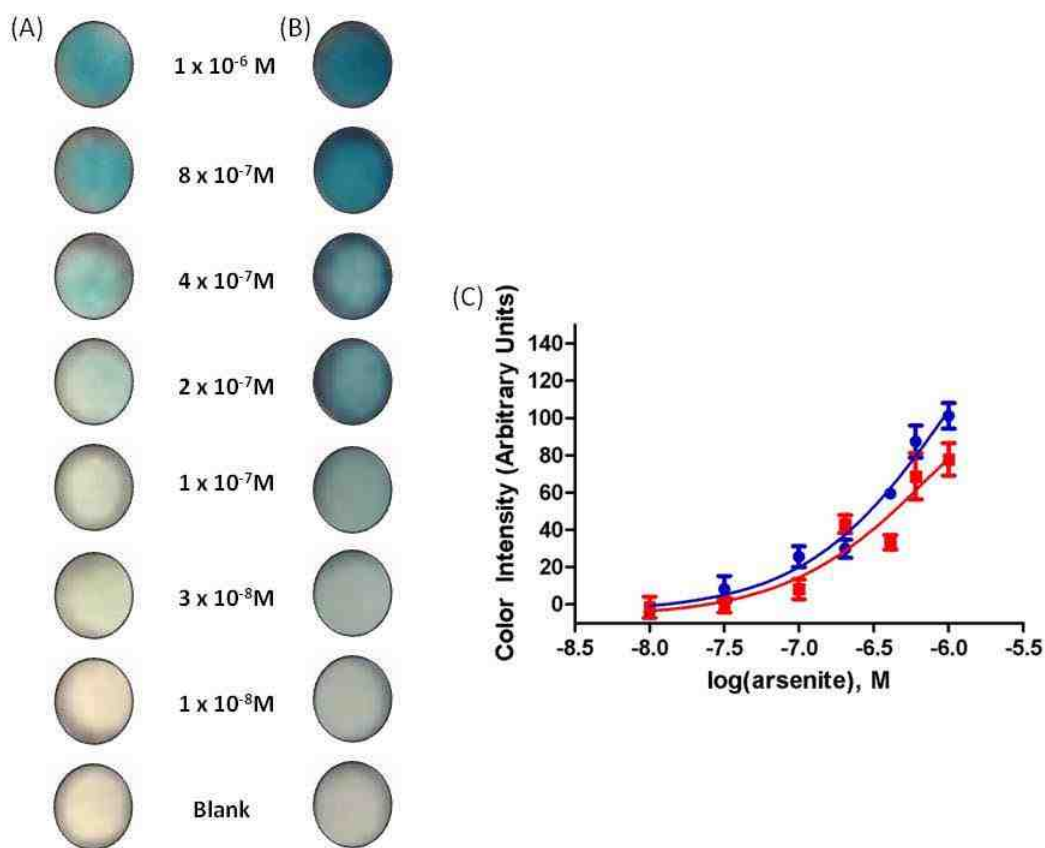 (A)
(B)
1 x 10⁻⁶ M
8 x 10⁻⁷M
4 x 10⁻⁷M
2 x 10⁻⁷M
1 x 10⁻⁷M
3 x 10⁻⁸M
1 x 10⁻⁸M
Blank
(C)
Color Intensity (Arbitrary Units)
140
120
100
80
60
40
20
0
-8.5 -8.0 -7.5 -7.0 -6.5 -6.0 -5.5
log(arsenite), M